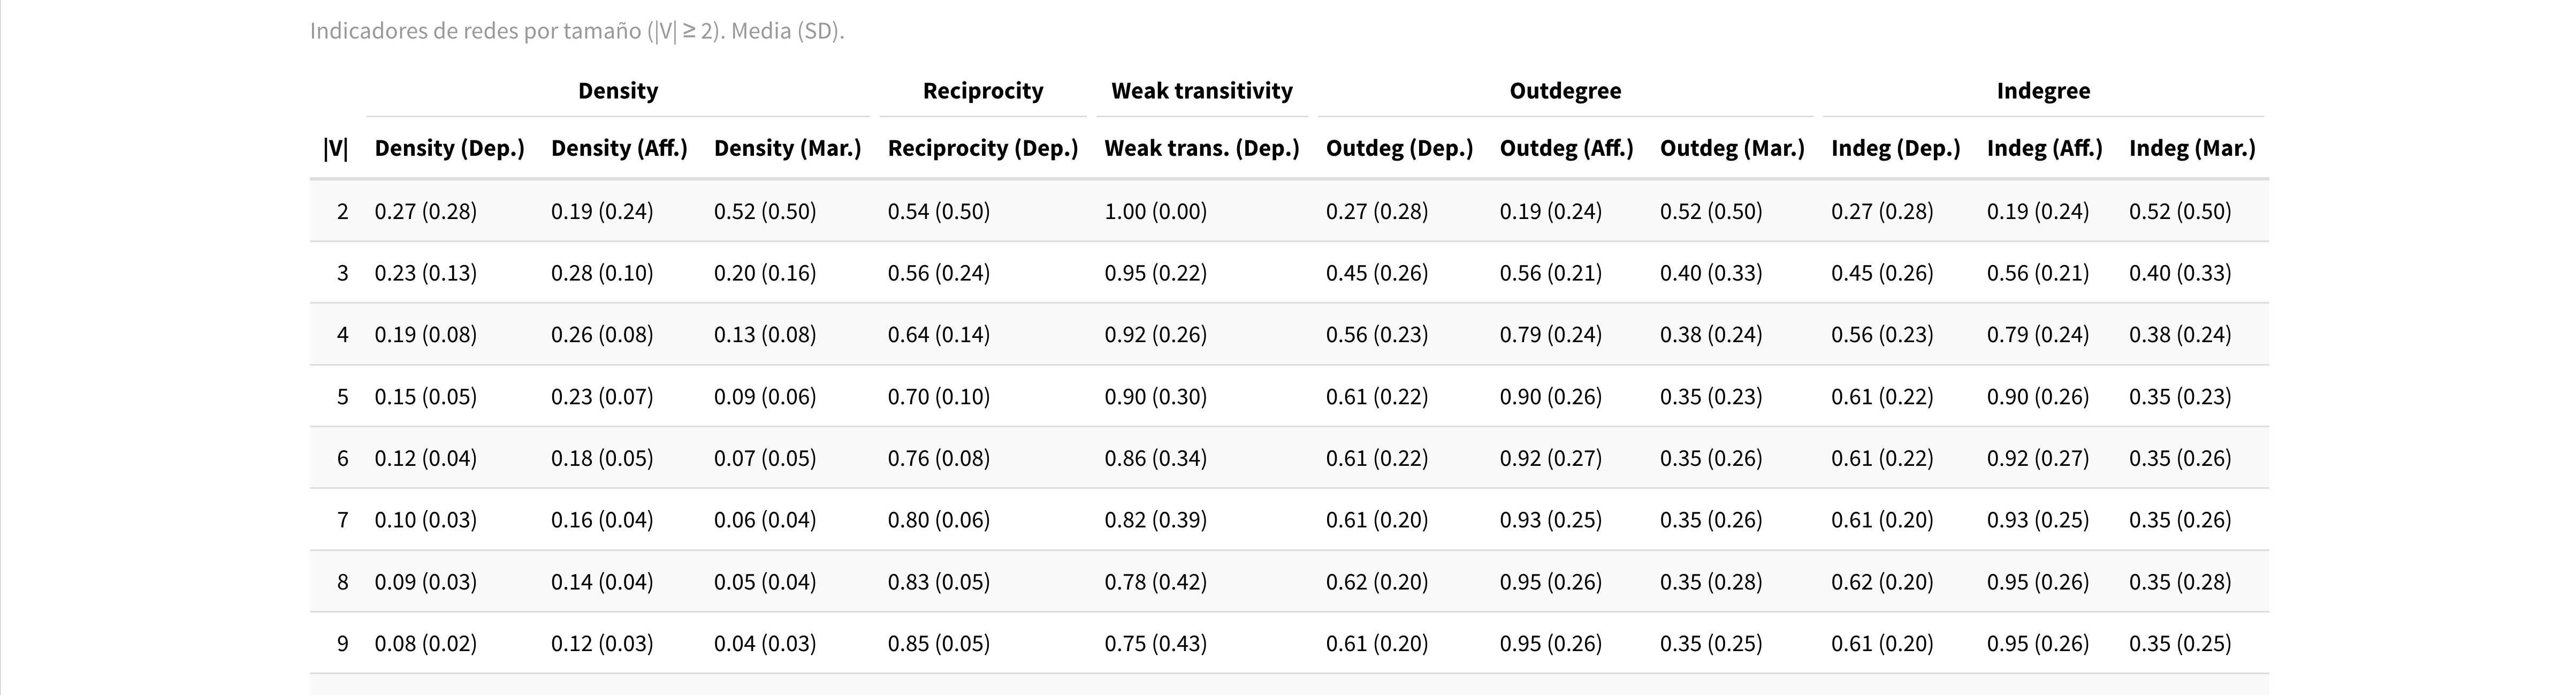 Indicadores de redes por tamaño (|V| ≥ 2). Media (SD).
Density Reciprocity Weak transitivity Outdegree Indegree
|V| Density (Dep.) Density (Aff.) Density (Mar.) Reciprocity (Dep.) Weak trans. (Dep.) Outdeg (Dep.) Outdeg (Aff.) Outdeg (Mar.) Indeg (Dep.) Indeg (Aff.) Indeg (Mar.)
2 0.27 (0.28) 0.19 (0.24) 0.52 (0.50) 0.54 (0.50) 1.00 (0.00) 0.27 (0.28) 0.19 (0.24) 0.52 (0.50) 0.27 (0.28) 0.19 (0.24) 0.52 (0.50)
3 0.23 (0.13) 0.28 (0.10) 0.20 (0.16) 0.56 (0.24) 0.95 (0.22) 0.45 (0.26) 0.56 (0.21) 0.40 (0.33) 0.45 (0.26) 0.56 (0.21) 0.40 (0.33)
4 0.19 (0.08) 0.26 (0.08) 0.13 (0.08) 0.64 (0.14) 0.92 (0.26) 0.56 (0.23) 0.79 (0.24) 0.38 (0.24) 0.56 (0.23) 0.79 (0.24) 0.38 (0.24)
5 0.15 (0.05) 0.23 (0.07) 0.09 (0.06) 0.70 (0.10) 0.90 (0.30) 0.61 (0.22) 0.90 (0.26) 0.35 (0.23) 0.61 (0.22) 0.90 (0.26) 0.35 (0.23)
6 0.12 (0.04) 0.18 (0.05) 0.07 (0.05) 0.76 (0.08) 0.86 (0.34) 0.61 (0.22) 0.92 (0.27) 0.35 (0.26) 0.61 (0.22) 0.92 (0.27) 0.35 (0.26)
7 0.10 (0.03) 0.16 (0.04) 0.06 (0.04) 0.80 (0.06) 0.82 (0.39) 0.61 (0.20) 0.93 (0.25) 0.35 (0.26) 0.61 (0.20) 0.93 (0.25) 0.35 (0.26)
8 0.09 (0.03) 0.14 (0.04) 0.05 (0.04) 0.83 (0.05) 0.78 (0.42) 0.62 (0.20) 0.95 (0.26) 0.35 (0.28) 0.62 (0.20) 0.95 (0.26) 0.35 (0.28)
9 0.08 (0.02) 0.12 (0.03) 0.04 (0.03) 0.85 (0.05) 0.75 (0.43) 0.61 (0.20) 0.95 (0.26) 0.35 (0.25) 0.61 (0.20) 0.95 (0.26) 0.35 (0.25)